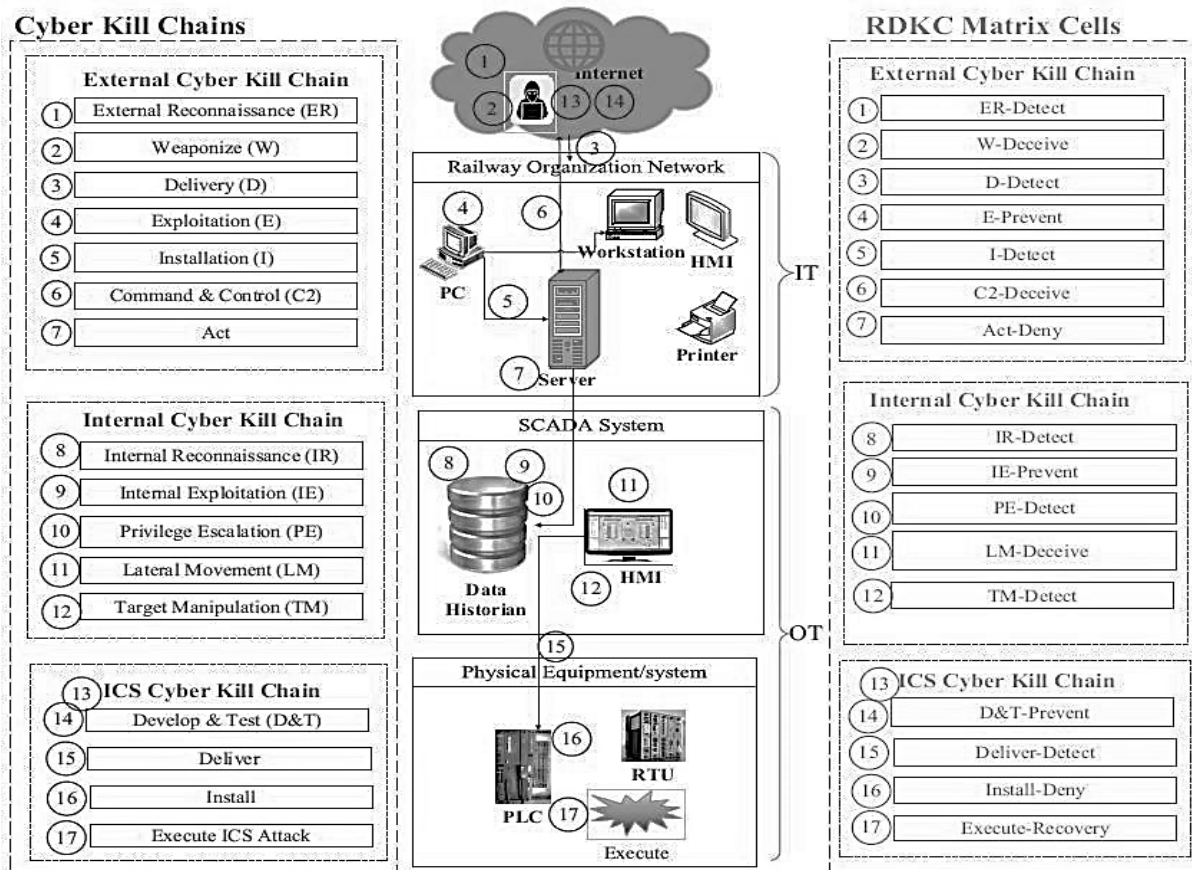 Cyber Kill Chains
External Cyber Kill Chain
1 External Reconnaissance (ER)
2 Weaponize (W)
3 Delivery (D)
4 Exploitation (E)
5 Installation (I)
6 Command & Control (C2)
7 Act
Internal Cyber Kill Chain
8 Internal Reconnaissance (IR)
9 Internal Exploitation (IE)
10 Privilege Escalation (PE)
11 Lateral Movement (LM)
12 Target Manipulation (TM)
13 ICS Cyber Kill Chain
14 Develop & Test (D&T)
15 Deliver
16 Install
17 Execute ICS Attack
1
Internet
2 13 14
3
Railway Organization Network
4
6
Workstation
HMI
PC
5
Printer
7
Server
IT
SCADA System
8 9
10
11
12
HMI
Data
Historian
OT
15
Physical Equipment/system
16
RTU
PLC
17
Execute
RDKC Matrix Cells
External Cyber Kill Chain
1 ER-Detect
2 W-Deceive
3 D-Detect
4 E-Prevent
5 I-Detect
6 C2-Deceive
7 Act-Deny
Internal Cyber Kill Chain
8 IR-Detect
9 IE-Prevent
10 PE-Detect
11 LM-Deceive
12 TM-Detect
13 ICS Cyber Kill Chain
14 D&T-Prevent
15 Deliver-Detect
16 Install-Deny
17 Execute-Recovery